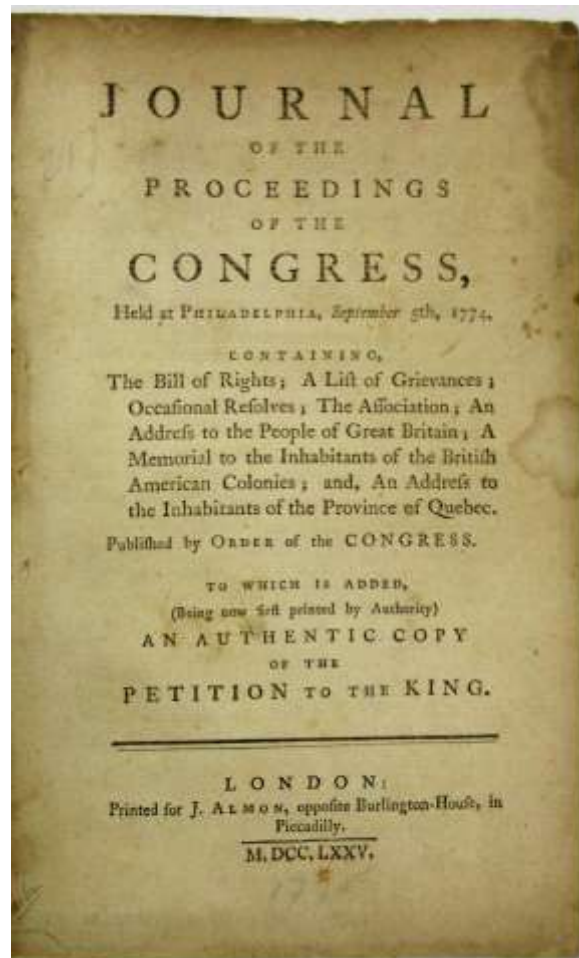 JOURNAL
OF THE
PROCEEDINGS
OF THE
CONGRESS,
Held at PHILADELPHIA, September 5th, 1774,
CONTAINING,
The Bill of Rights; A Liſt of Grievances;
Occaſional Reſolves; The Aſſociation; An
Addreſs to the People of Great Britain; A
Memorial to the Inhabitants of the Britiſh
American Colonies; and, An Addreſs to
the Inhabitants of the Province of Quebec.
Publiſhed by ORDER of the CONGRESS.
TO WHICH IS ADDED,
(Being now firſt printed by Authority)
AN AUTHENTIC COPY
OF THE
PETITION TO THE KING.
LONDON:
Printed for J. ALMON, oppoſite Burlington-Houſe, in
Piccadilly.
M.DCC.LXXV.